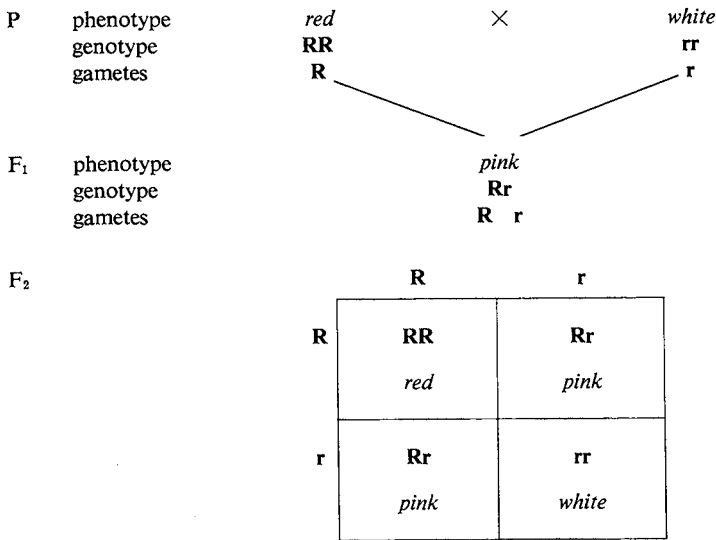 P phenotype red × white
genotype RR rr
gametes R r
F₁ phenotype pink
genotype Rr
gametes R r
F₂
R r
R RR Rr
red pink
r Rr rr
pink white